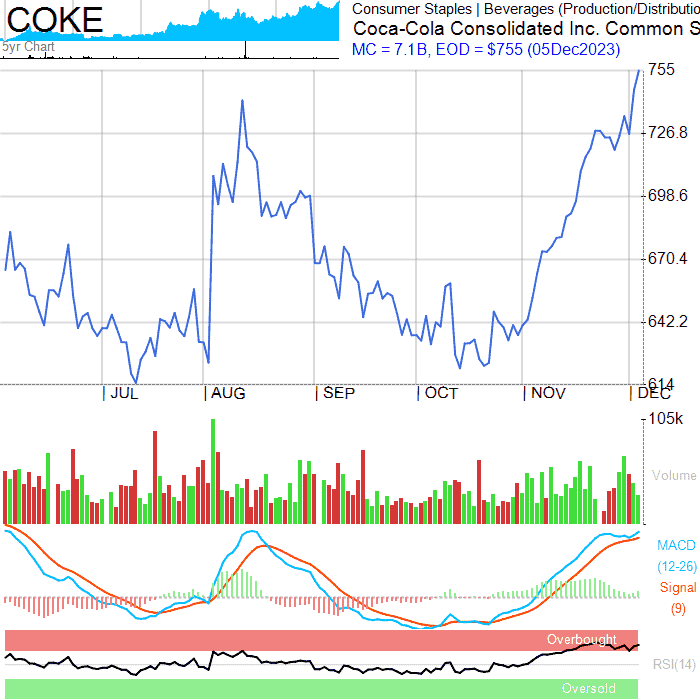 COKE
5yr Chart
Consumer Staples | Beverages (Production/Distributio
Coca-Cola Consolidated Inc. Common S
MC = 7.1B, EOD = $755 (05Dec2023)
755
726.8
698.6
670.4
642.2
614
JUL AUG SEP OCT NOV DEC
105k
Volume
MACD
(12-26)
Signal
(9)
Overbought
RSI(14)
Oversold